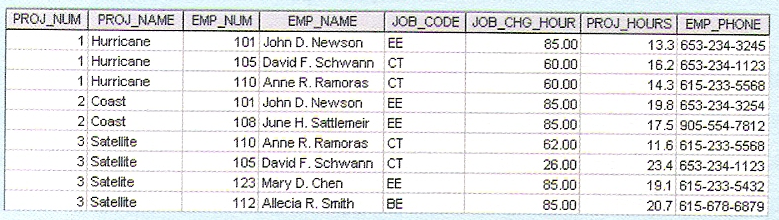 PROJ_NUM PROJ_NAME EMP_NUM EMP_NAME JOB_CODE JOB_CHG_HOUR PROJ_HOURS EMP_PHONE
1 Hurricane 101 John D. Newson EE 85.00 13.3 653-234-3245
1 Hurricane 105 David F. Schwann CT 60.00 16.2 653-234-1123
1 Hurricane 110 Anne R. Ramoras CT 60.00 14.3 615-233-5568
2 Coast 101 John D. Newson EE 85.00 19.8 653-234-3254
2 Coast 108 June H. Sattlemeir EE 85.00 17.5 905-554-7812
3 Satellite 110 Anne R. Ramoras CT 62.00 11.6 615-233-5568
3 Satellite 105 David F. Schwann CT 26.00 23.4 653-234-1123
3 Satelite 123 Mary D. Chen EE 85.00 19.1 615-233-5432
3 Satellite 112 Allecia R. Smith BE 85.00 20.7 615-678-6879